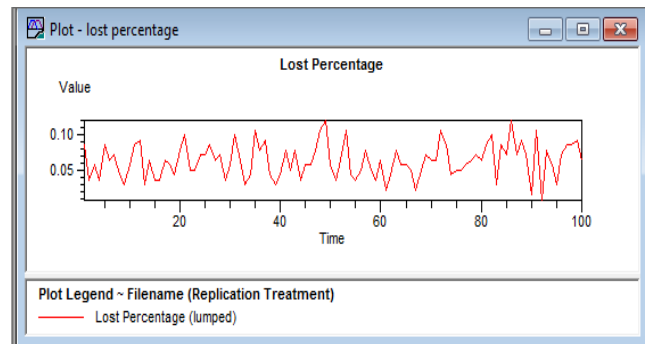 Plot - lost percentage
Lost Percentage
Value
0.10
0.05
20 40 60 80 100
Time
Plot Legend ~ Filename (Replication Treatment)
Lost Percentage (lumped)